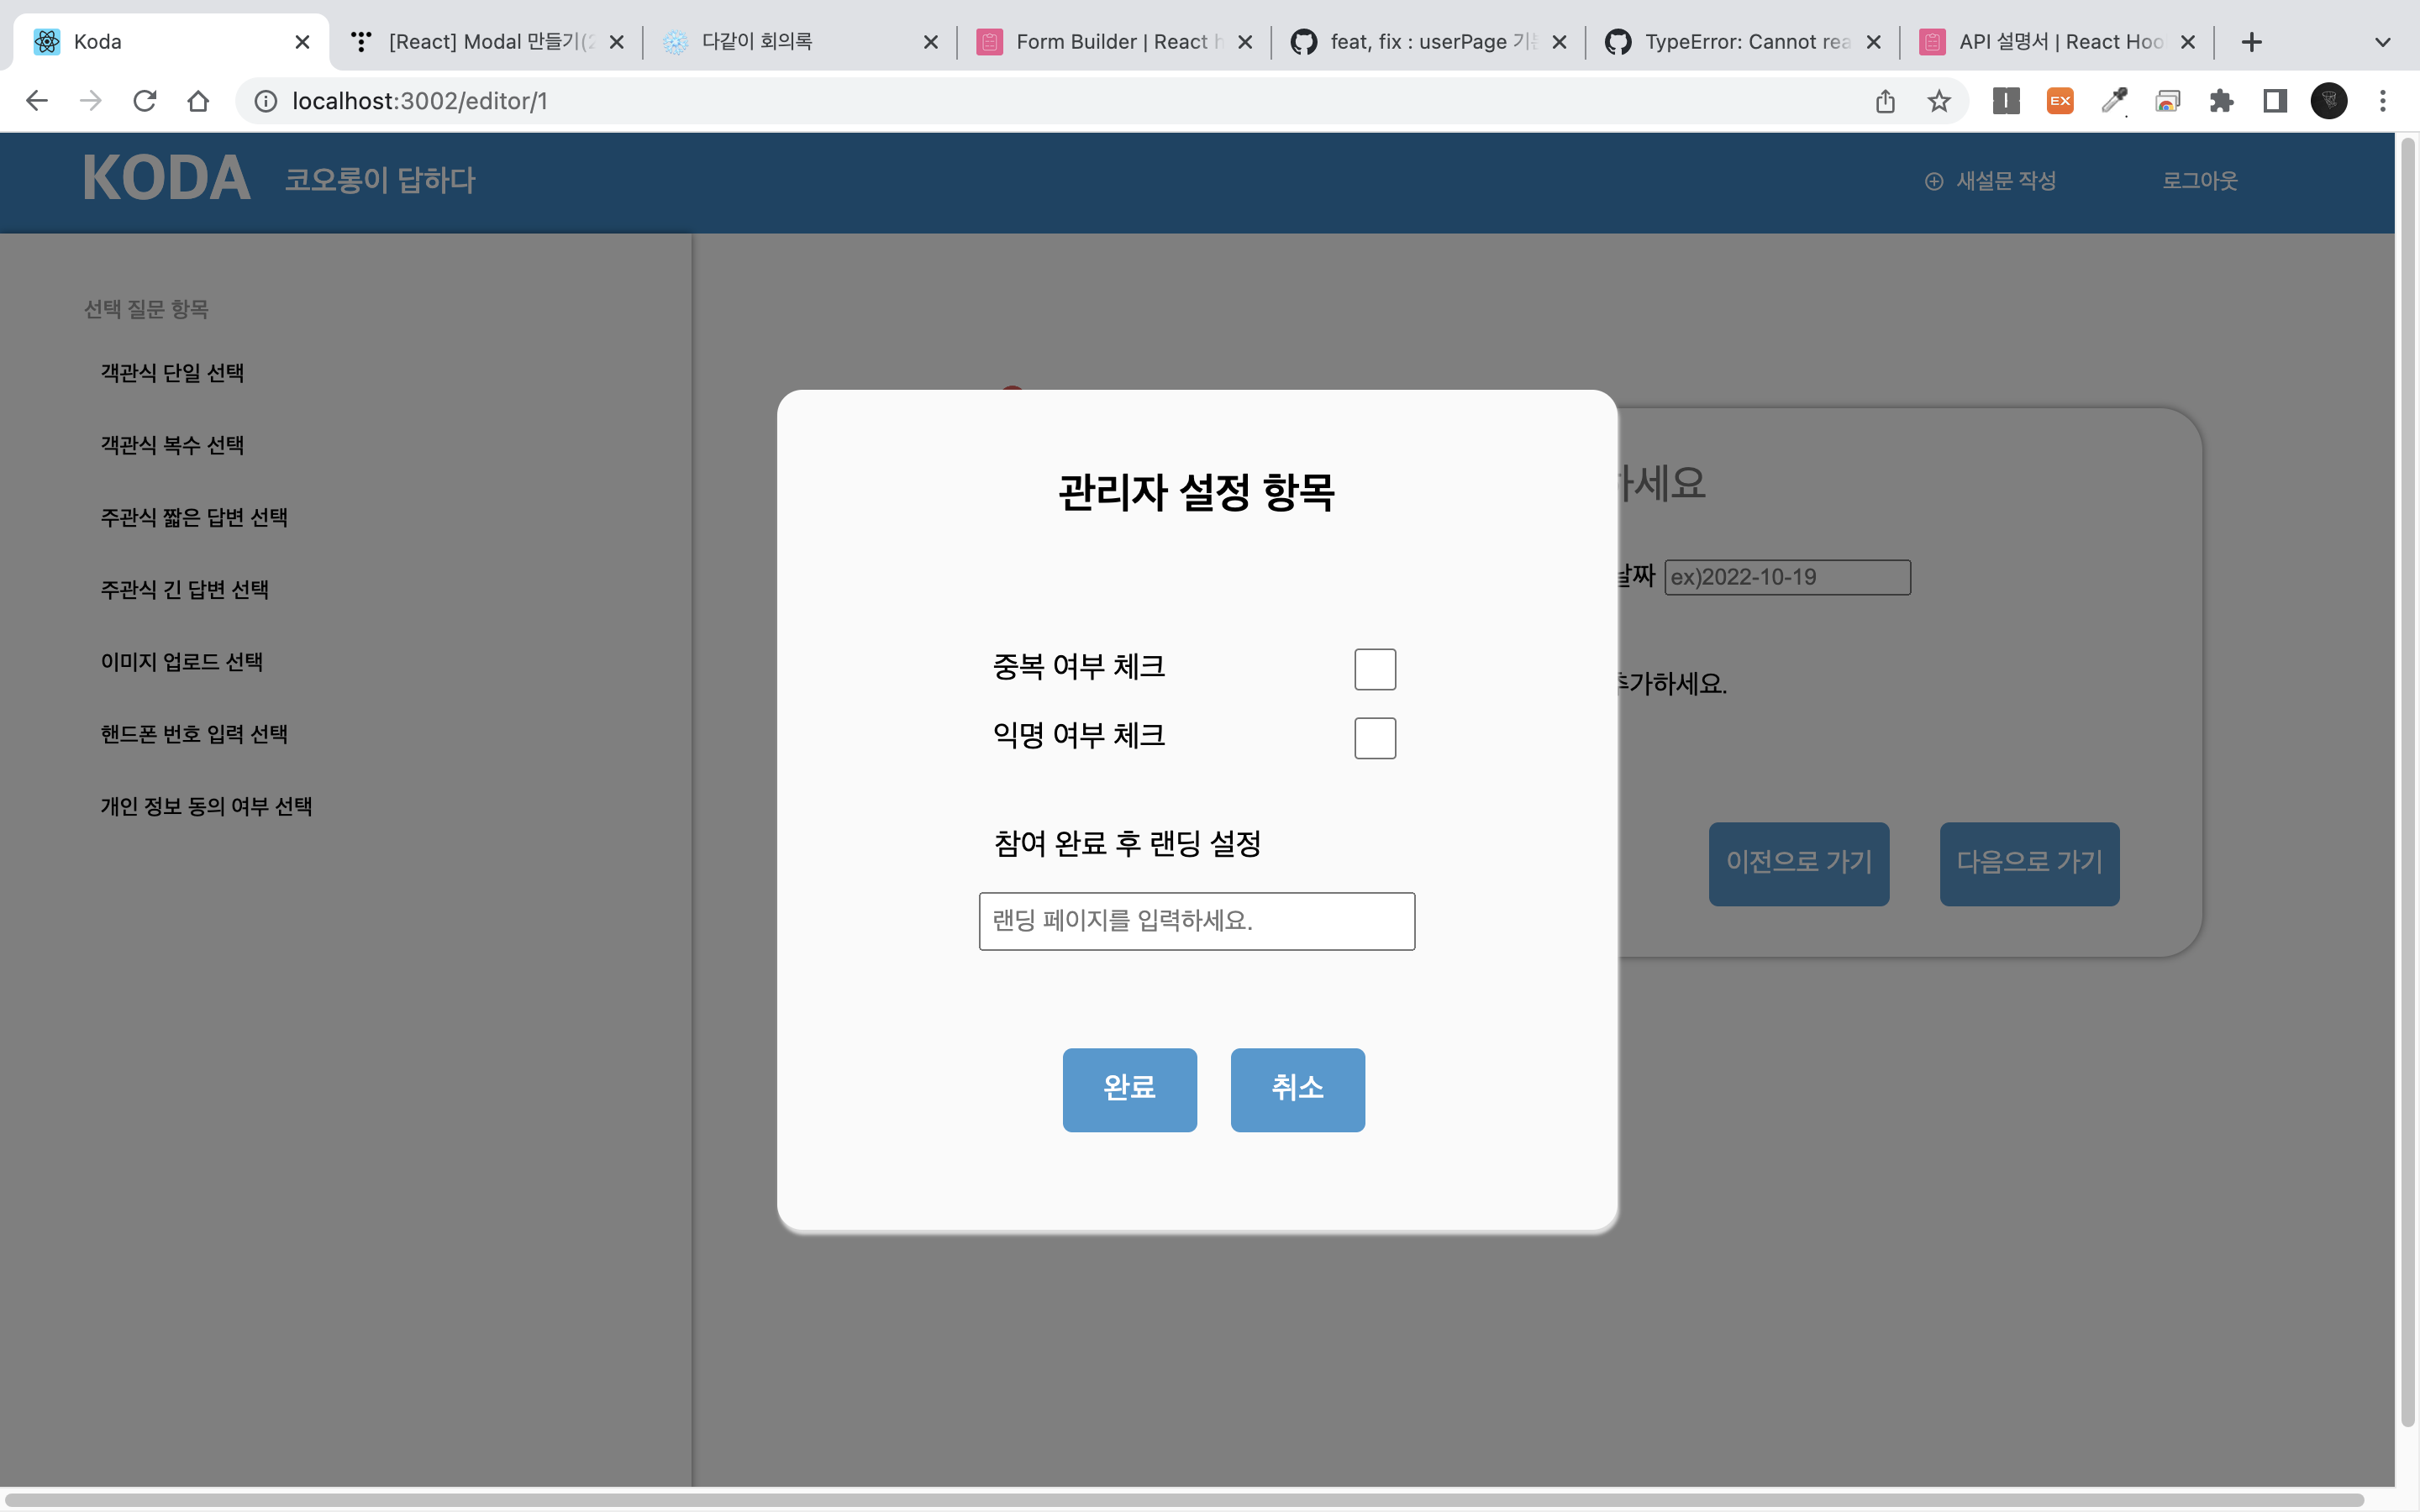 Koda
[React] Modal 만들기(
다같이 회의록
Form Builder | React h
feat, fix : userPage 기
TypeError: Cannot rea
API 설명서 | React Hoo
localhost:3002/editor/1
EX
KODA 코오롱이 답하다
새설문 작성
로그아웃
선택 질문 항목
객관식 단일 선택
객관식 복수 선택
주관식 짧은 답변 선택
주관식 긴 답변 선택
이미지 업로드 선택
핸드폰 번호 입력 선택
개인 정보 동의 여부 선택
관리자 설정 항목
중복 여부 체크
익명 여부 체크
참여 완료 후 랜딩 설정
랜딩 페이지를 입력하세요.
완료
취소
하세요
날짜 ex)2022-10-19
추가하세요.
이전으로 가기
다음으로 가기